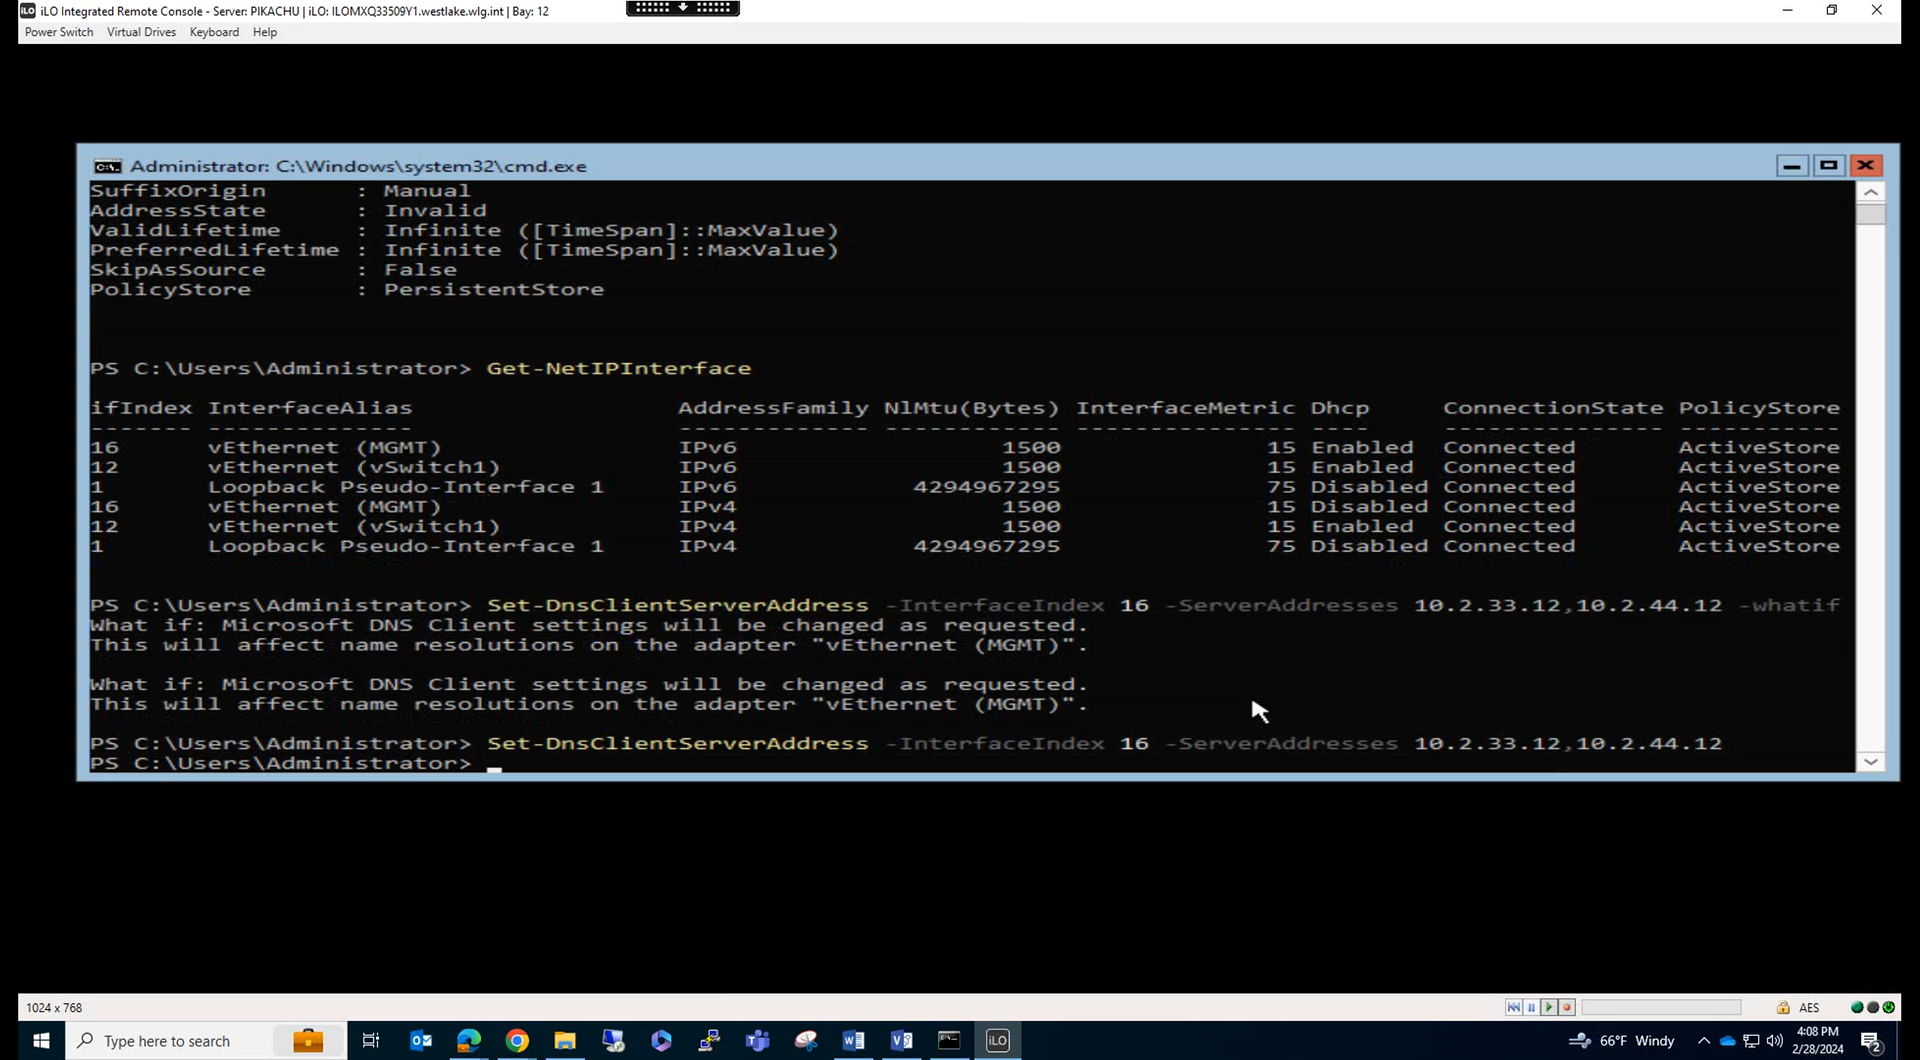 iLO Integrated Remote Console - Server: PIKACHU | iLO: ILOMXQ33509Y1.westlake.wlg.int | Bay: 12
Power Switch Virtual Drives Keyboard Help
Administrator: C:\Windows\system32\cmd.exe
SuffixOrigin : Manual
AddressState : Invalid
ValidLifetime : Infinite ([TimeSpan]::MaxValue)
PreferredLifetime : Infinite ([TimeSpan]::MaxValue)
SkipAsSource : False
PolicyStore : PersistentStore
PS C:\Users\Administrator> Get-NetIPInterface
ifIndex InterfaceAlias AddressFamily NlMtu(Bytes) InterfaceMetric Dhcp ConnectionState PolicyStore
------- -------------- ------------- ------------ --------------- ---- --------------- -----------
16 vEthernet (MGMT) IPv6 1500 15 Enabled Connected ActiveStore
12 vEthernet (vSwitch1) IPv6 1500 15 Enabled Connected ActiveStore
1 Loopback Pseudo-Interface 1 IPv6 4294967295 75 Disabled Connected ActiveStore
16 vEthernet (MGMT) IPv4 1500 15 Disabled Connected ActiveStore
12 vEthernet (vSwitch1) IPv4 1500 15 Enabled Connected ActiveStore
1 Loopback Pseudo-Interface 1 IPv4 4294967295 75 Disabled Connected ActiveStore
PS C:\Users\Administrator> Set-DnsClientServerAddress -InterfaceIndex 16 -ServerAddresses 10.2.33.12,10.2.44.12 -whatif
What if: Microsoft DNS Client settings will be changed as requested.
This will affect name resolutions on the adapter "vEthernet (MGMT)".
What if: Microsoft DNS Client settings will be changed as requested.
This will affect name resolutions on the adapter "vEthernet (MGMT)".
PS C:\Users\Administrator> Set-DnsClientServerAddress -InterfaceIndex 16 -ServerAddresses 10.2.33.12,10.2.44.12
PS C:\Users\Administrator>
1024 x 768
AES
Type here to search
iLO
66°F Windy
4:08 PM
2/28/2024
2